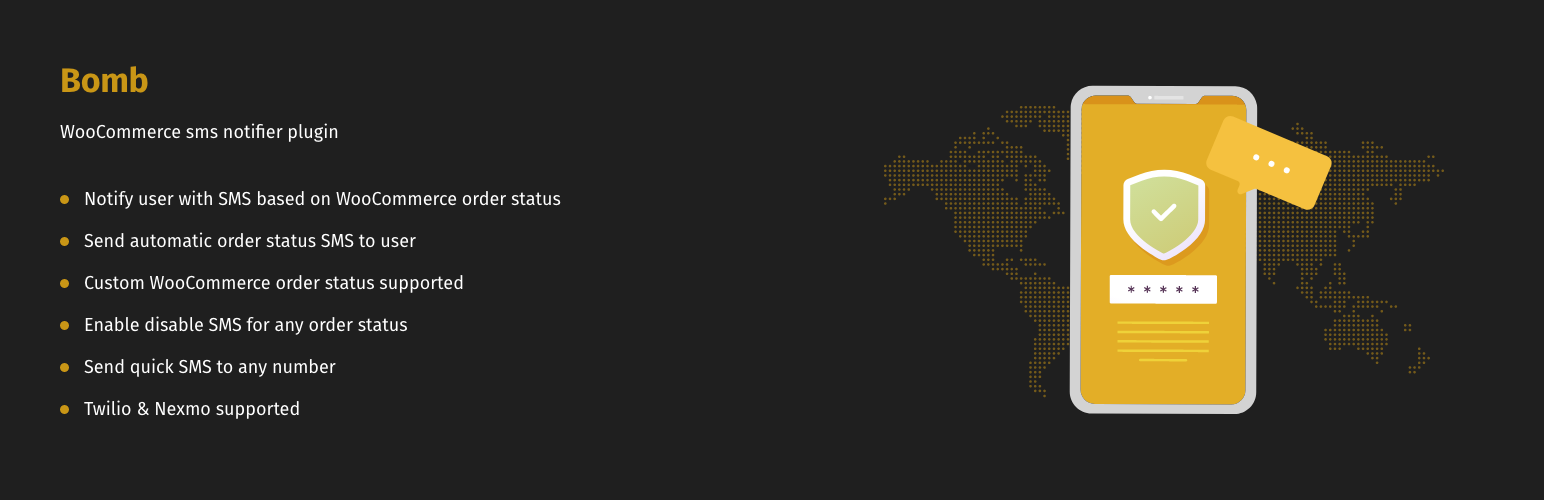 Bomb
WooCommerce sms notifier plugin
Notify user with SMS based on WooCommerce order status
Send automatic order status SMS to user
Custom WooCommerce order status supported
Enable disable SMS for any order status
Send quick SMS to any number
Twilio & Nexmo supported
* * * * *